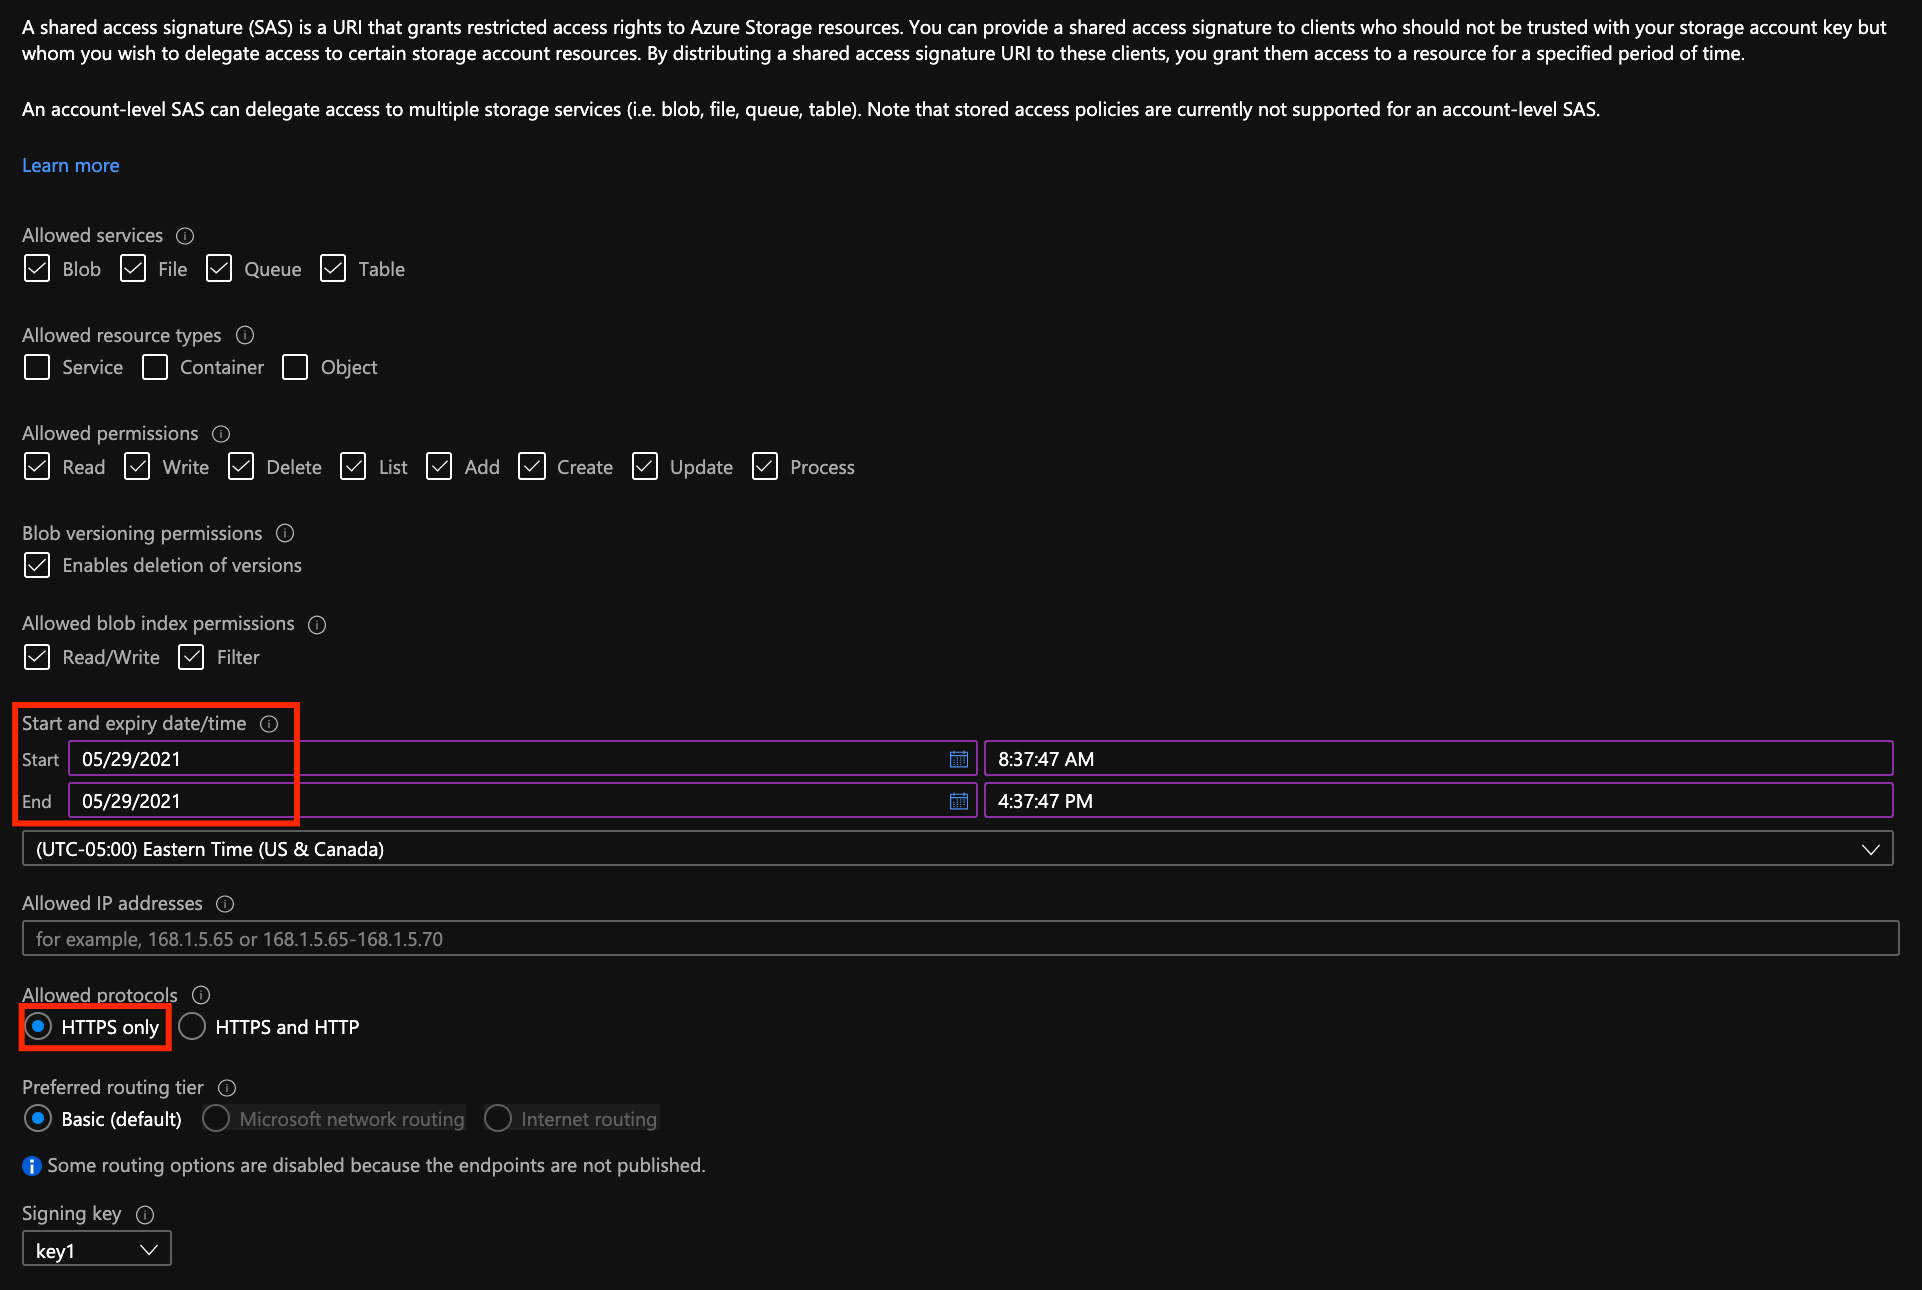 A shared access signature (SAS) is a URI that grants restricted access rights to Azure Storage resources. You can provide a shared access signature to clients who should not be trusted with your storage account key but
whom you wish to delegate access to certain storage account resources. By distributing a shared access signature URI to these clients, you grant them access to a resource for a specified period of time.
An account-level SAS can delegate access to multiple storage services (i.e. blob, file, queue, table). Note that stored access policies are currently not supported for an account-level SAS.
Learn more
Allowed services
Blob File Queue Table
Allowed resource types
Service Container Object
Allowed permissions
Read Write Delete List Add Create Update Process
Blob versioning permissions
Enables deletion of versions
Allowed blob index permissions
Read/Write Filter
Start and expiry date/time
Start 05/29/2021 8:37:47 AM
End 05/29/2021 4:37:47 PM
(UTC-05:00) Eastern Time (US & Canada)
Allowed IP addresses
for example, 168.1.5.65 or 168.1.5.65-168.1.5.70
Allowed protocols
HTTPS only HTTPS and HTTP
Preferred routing tier
Basic (default) Microsoft network routing Internet routing
Some routing options are disabled because the endpoints are not published.
Signing key
key1